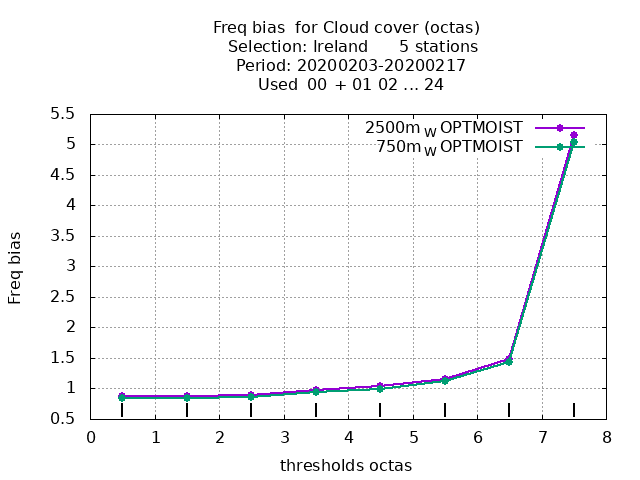 Freq bias  for Cloud cover (octas)
Selection: Ireland      5 stations
Period: 20200203-20200217
Used  00  + 01 02 ... 24
2500m W OPTMOIST
750m W OPTMOIST
5.5
5
4.5
4
3.5
3
2.5
2
1.5
1
0.5
Freq bias
0 1 2 3 4 5 6 7 8
thresholds octas